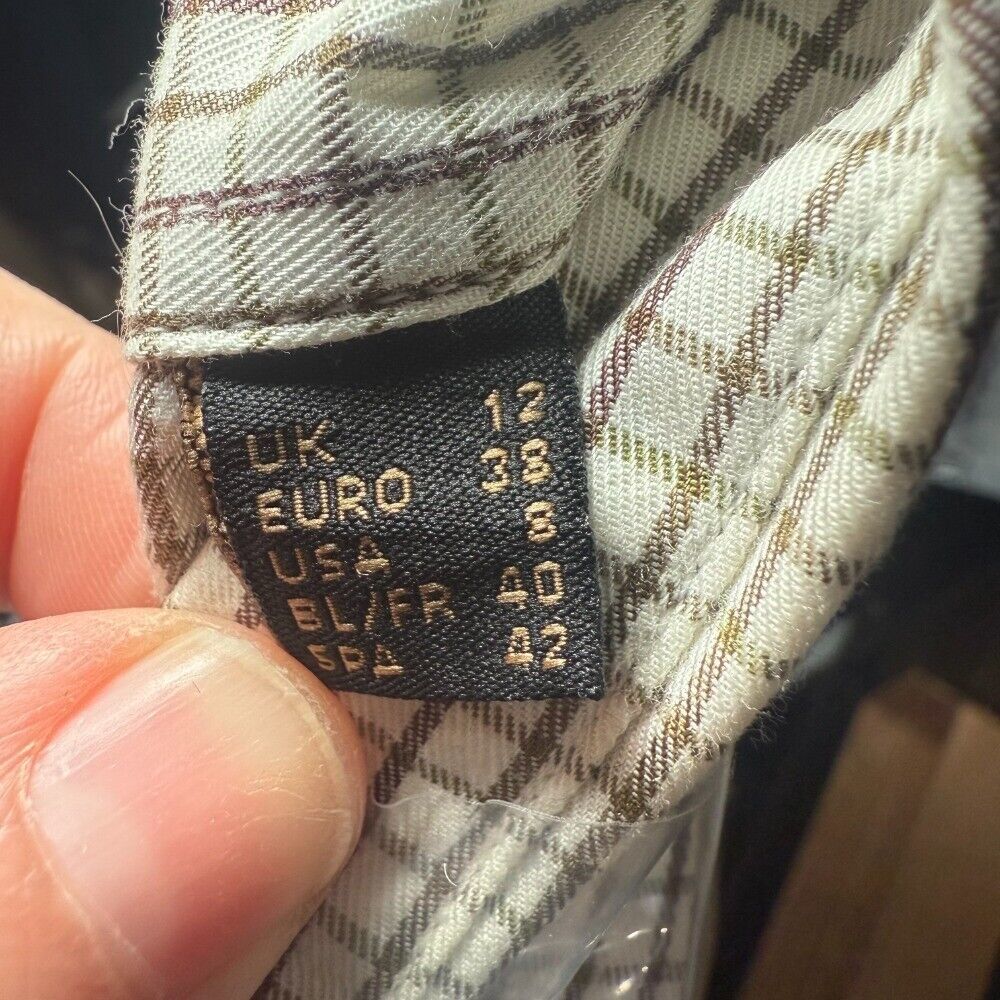 UK 12
EURO 38
USA 8
BL/FR 40
SPA 42